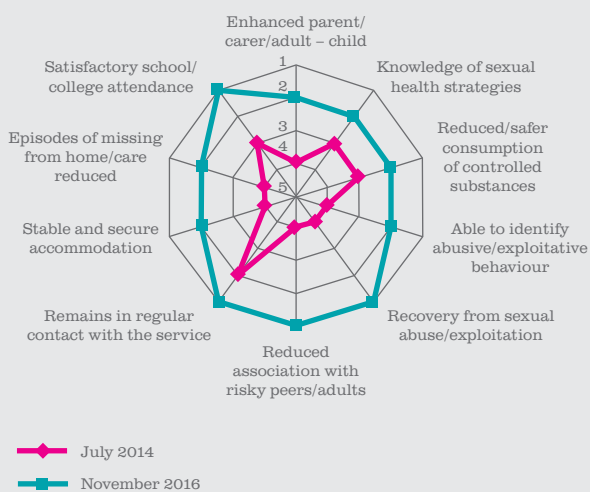 Enhanced parent/
carer/adult – child
Satisfactory school/
college attendance
Knowledge of sexual
health strategies
Episodes of missing
from home/care
reduced
Reduced/safer
consumption
of controlled
substances
Stable and secure
accommodation
Able to identify
abusive/exploitative
behaviour
Remains in regular
contact with the service
Recovery from sexual
abuse/exploitation
Reduced
association with
risky peers/adults
1
2
3
4
5
July 2014
November 2016